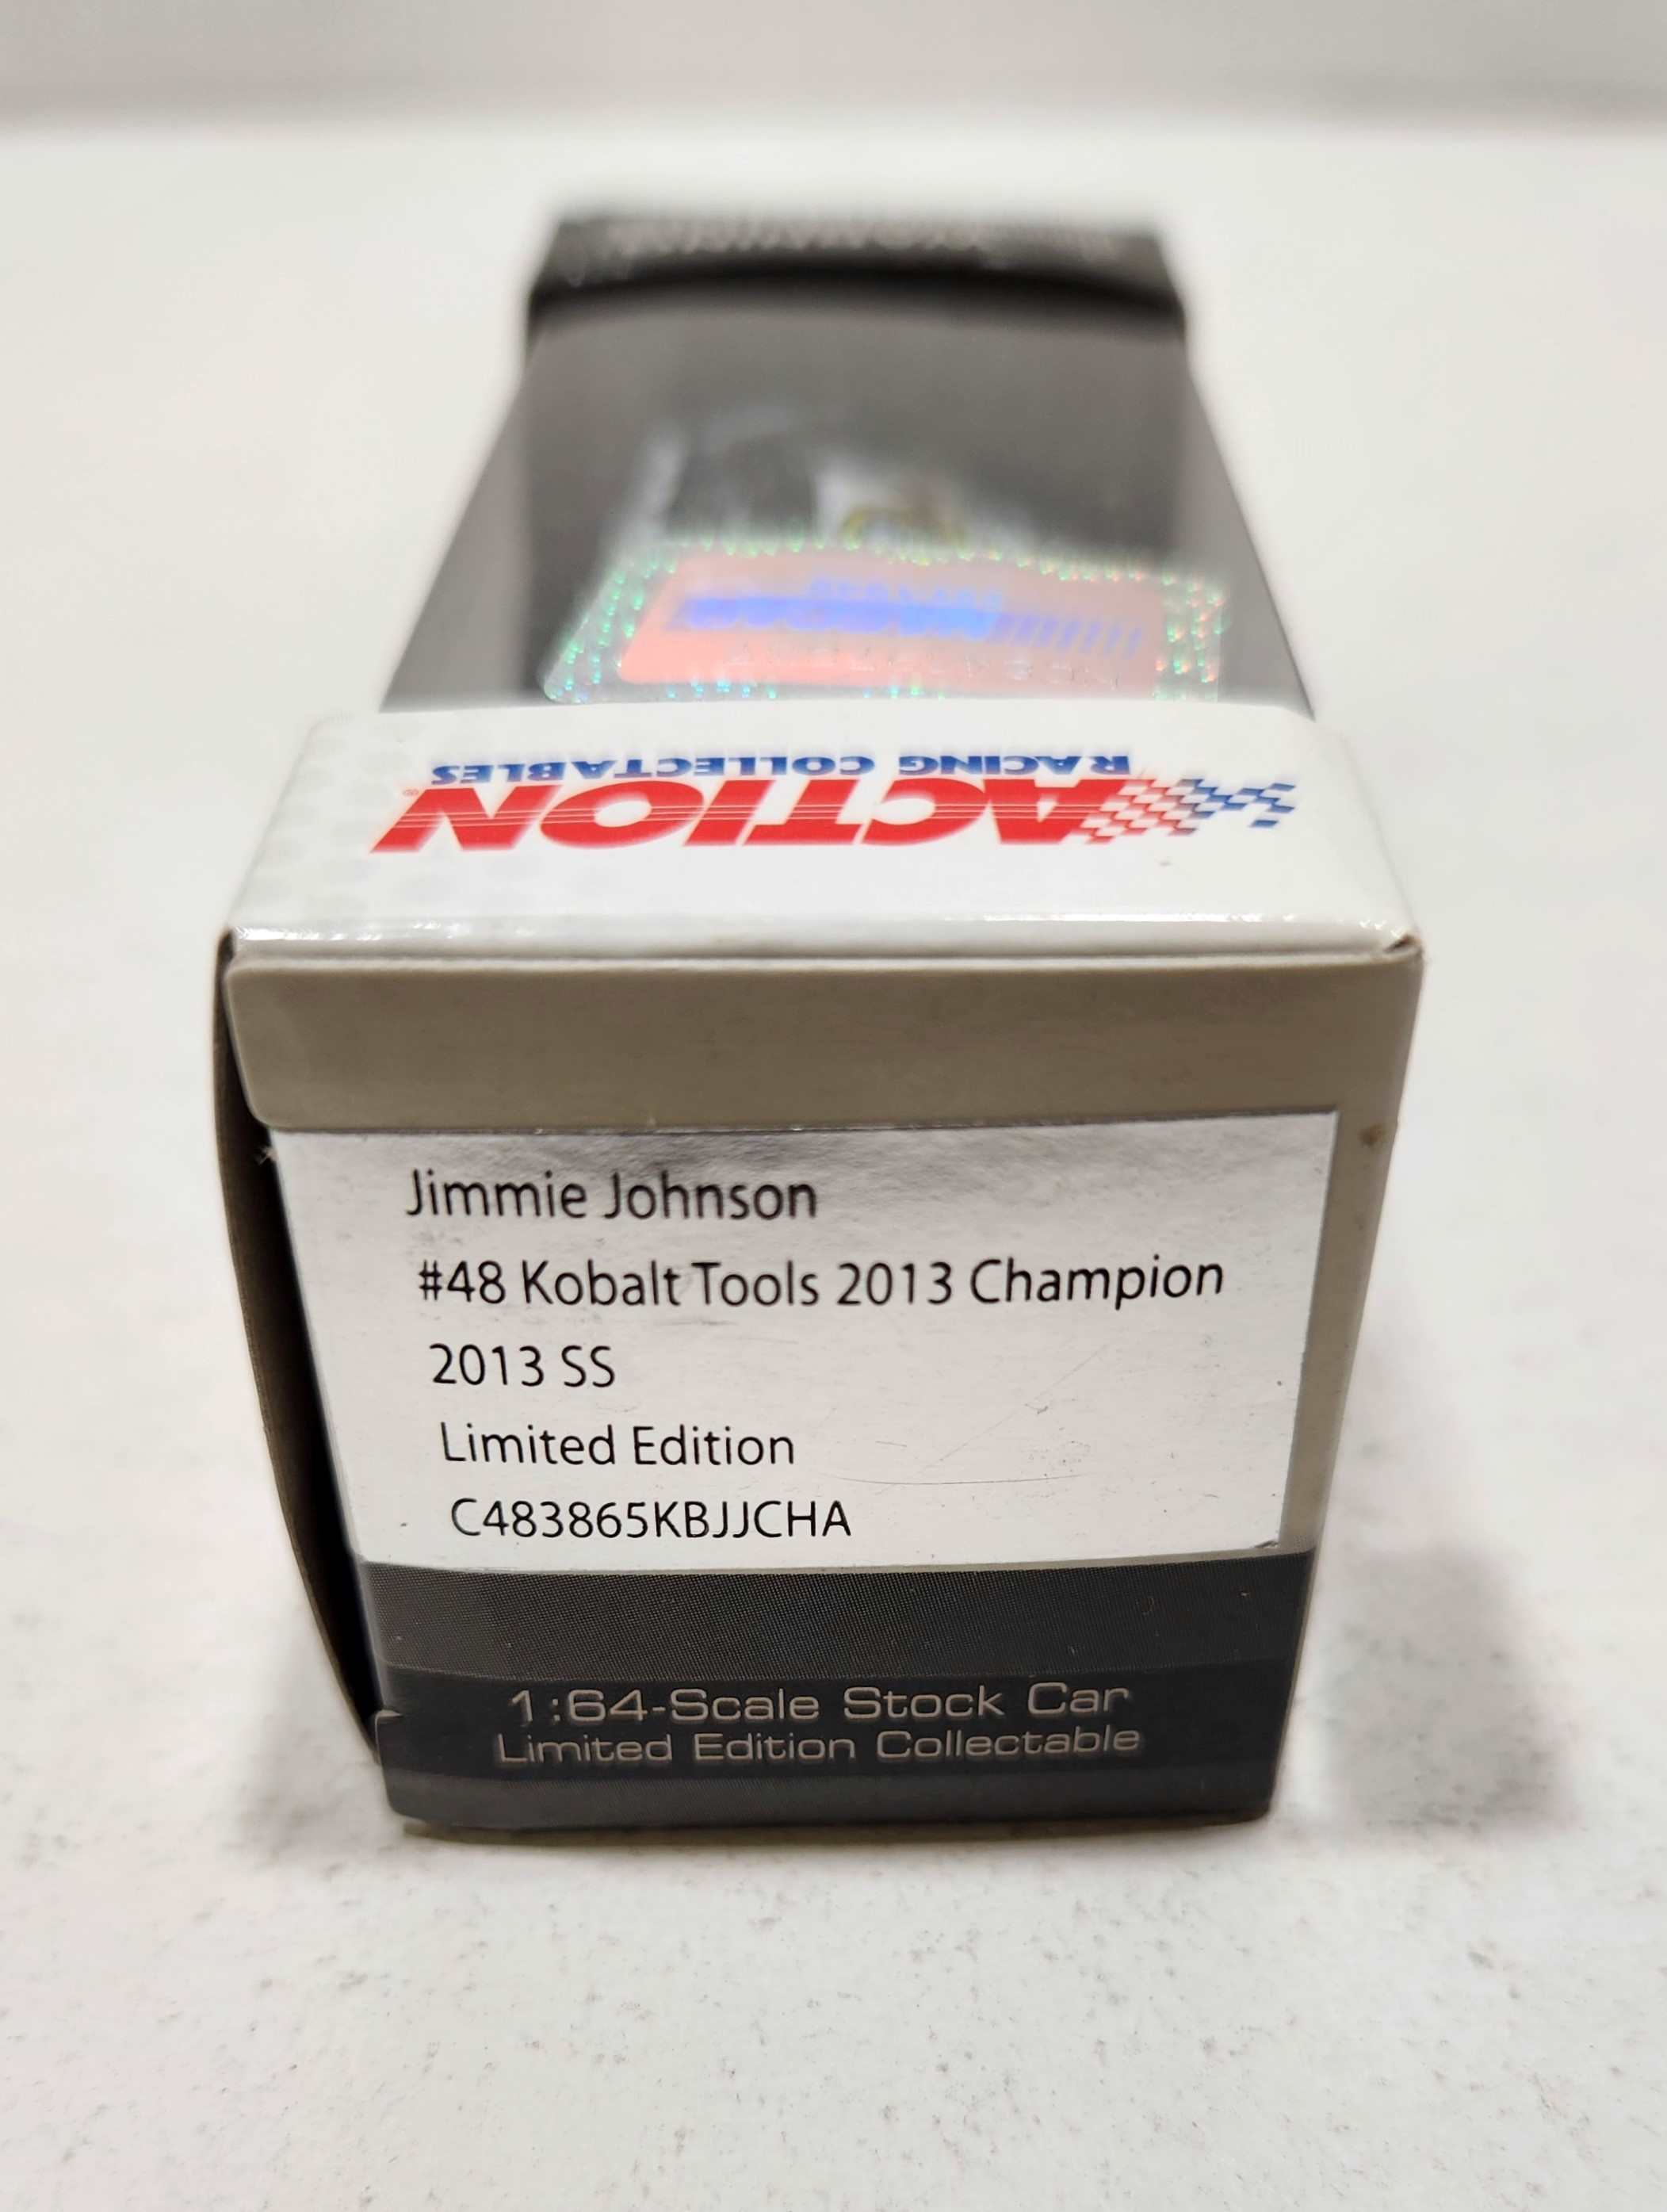 ACTION®
RACING COLLECTABLES
Jimmie Johnson
#48 Kobalt Tools 2013 Champion
2013 SS
Limited Edition
C483865KBJJCHA
1:64-Scale Stock Car
Limited Edition Collectable